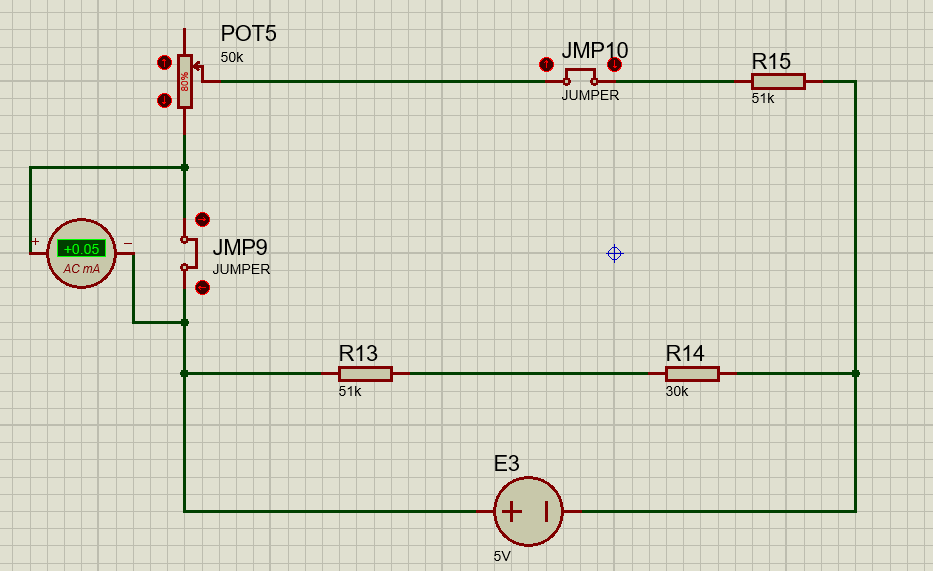 POT5
50k
80%
JMP10
JUMPER
R15
51k
+
+0.05
–
AC mA
JMP9
JUMPER
R13
51k
R14
30k
E3
5V